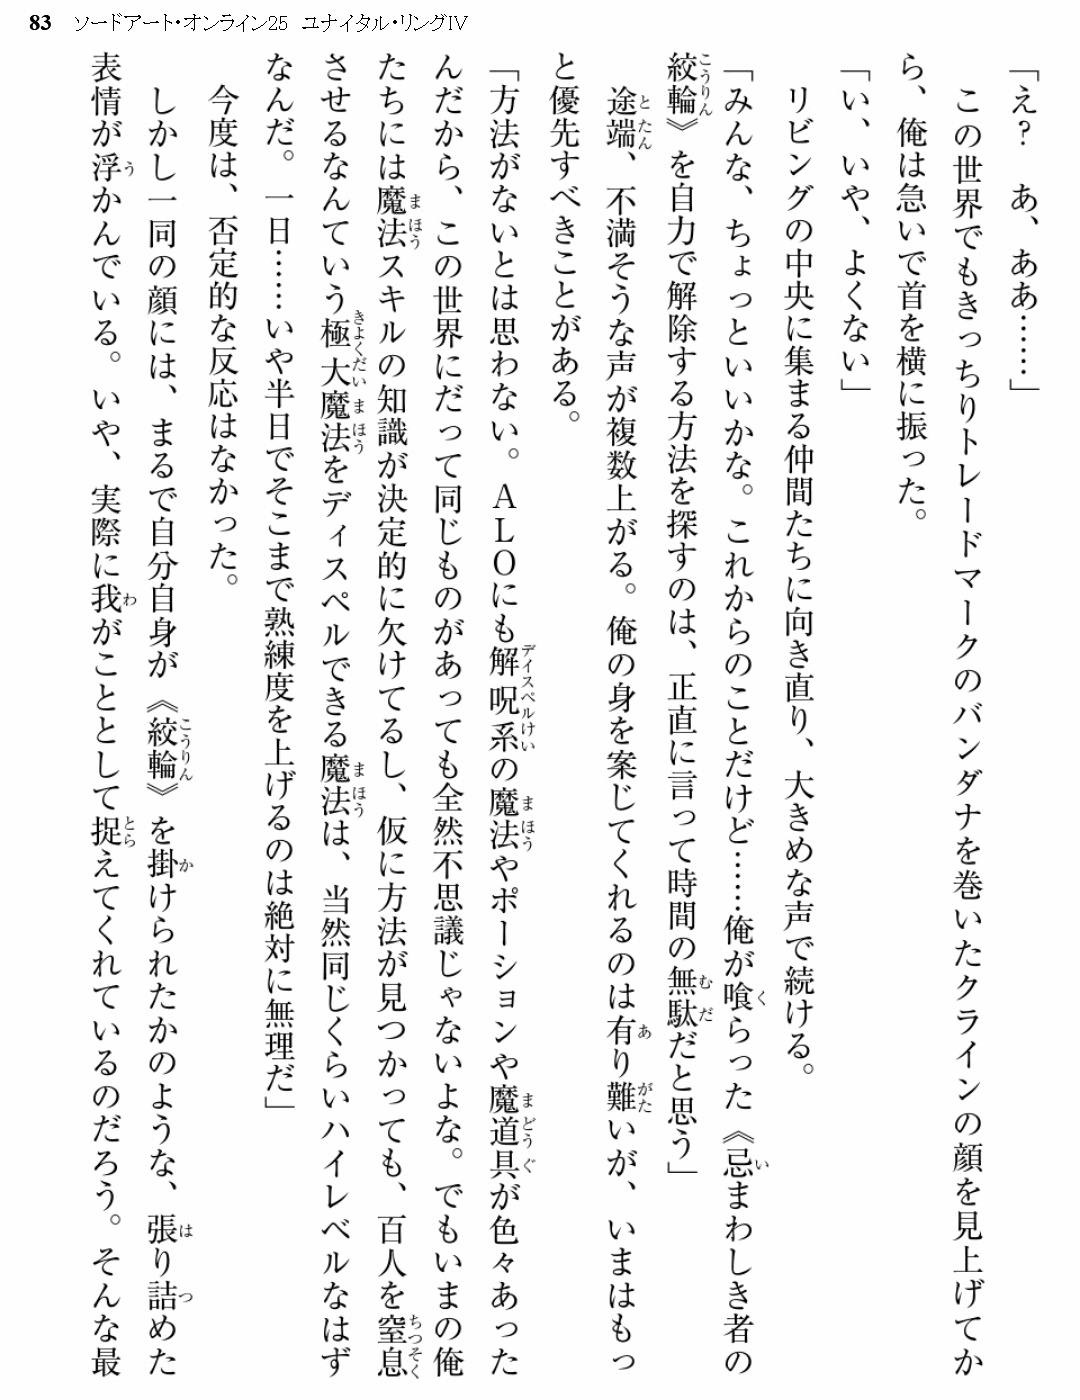 83 ソードアート・オンライン25 ユナイタル・リングIV
「え？ あ、ああ……」
この世界でもきっちりトレードマークのバンダナを巻いたクラインの顔を見上げてか
ら、俺は急いで首を横に振った。
「い、いや、よくない」
リビングの中央に集まる仲間たちに向き直り、大きめな声で続ける。
「みんな、ちょっといいかな。これからのことだけど……俺が喰らった《忌まわしき者の
絞輪》を自力で解除する方法を探すのは、正直に言って時間の無駄だと思う」
途端、不満そうな声が複数上がる。俺の身を案じてくれるのは有り難いが、いまはもっ
と優先すべきことがある。
「方法がないとは思わない。ALOにも解呪系の魔法やポーションや魔道具が色々あった
んだから、この世界にだって同じものがあっても全然不思議じゃないよな。でもいまの俺
たちには魔法スキルの知識が決定的に欠けてるし、仮に方法が見つかっても、百人を窒息
させるなんていう極大魔法をディスペルできる魔法は、当然同じくらいハイレベルなはず
なんだ。一日……いや半日でそこまで熟練度を上げるのは絶対に無理だ」
今度は、否定的な反応はなかった。
しかし一同の顔には、まるで自分自身が《絞輪》を掛けられたかのような、張り詰めた
表情が浮かんでいる。いや、実際に我がこととして捉えてくれているのだろう。そんな最